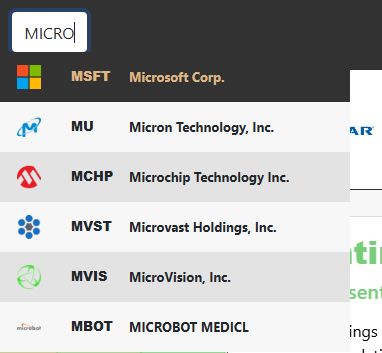 MICRO
MSFT Microsoft Corp.
MU Micron Technology, Inc.
AR
MCHP Microchip Technology Inc.
MVST Microvast Holdings, Inc.
MVIS MicroVision, Inc.
microbot MBOT MICROBOT MEDICL